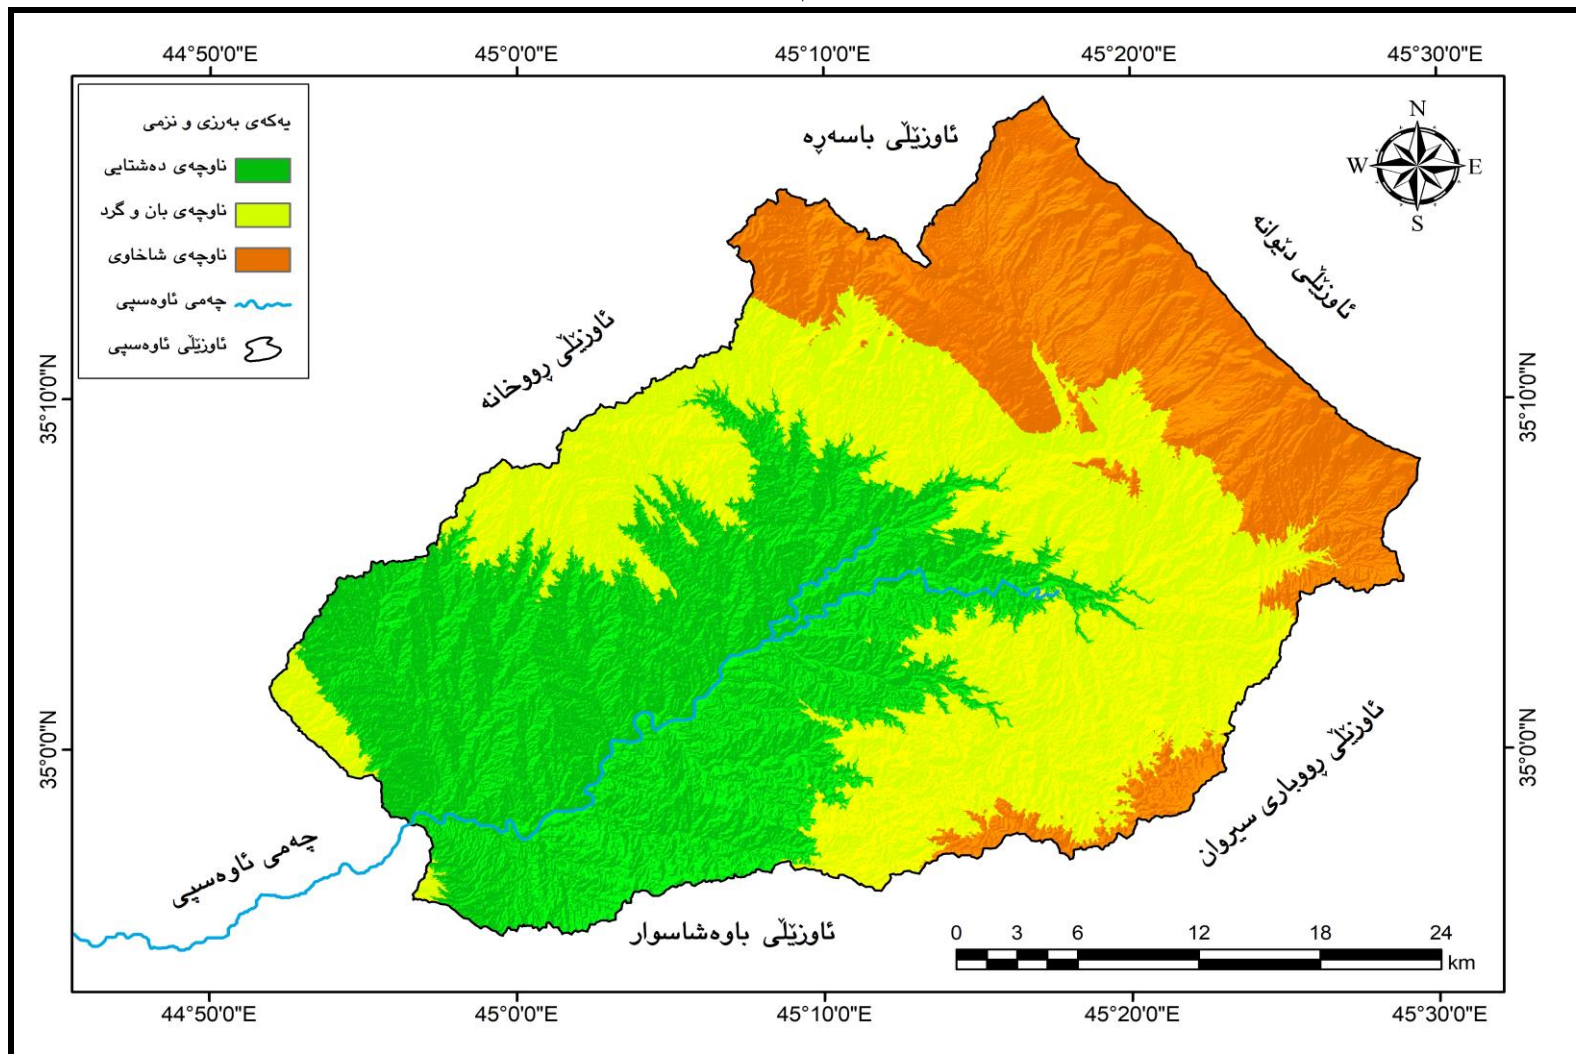 44°50'0"E 45°0'0"E 45°10'0"E 45°20'0"E 45°30'0"E
یەکەی بەرزی و نزمی
ناوچەی دەشتایی
ناوچەی بان و گرد
ناوچەی شاخاوی
چەمی ئاوەسپی
ئاوزێڵی ئاوەسپی
ئاوزێڵی باسەڕە
N
W E
S
ئاوزێڵی دێوانە
ئاوزێڵی ڕووخانە
35°10'0"N 35°10'0"N
35°0'0"N 35°0'0"N
ئاوزێڵی ڕووباری سیروان
چەمی ئاوەسپی
ئاوزێڵی باوەشاسوار
0 3 6 12 18 24
km
44°50'0"E 45°0'0"E 45°10'0"E 45°20'0"E 45°30'0"E